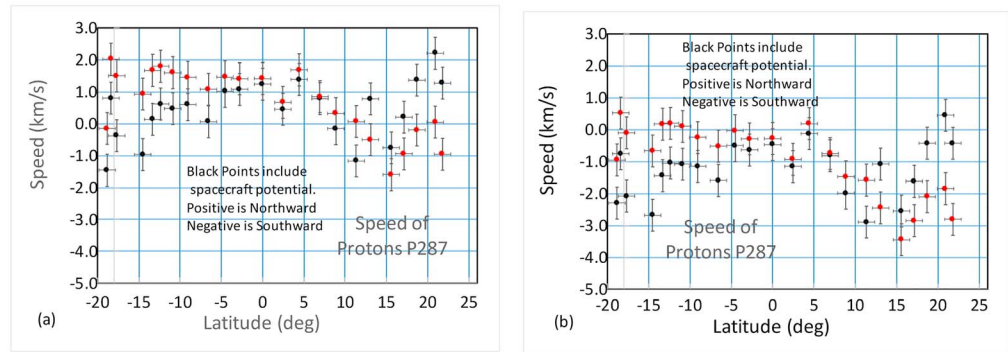 3.0
2.0
1.0
0.0
-1.0
-2.0
-3.0
-4.0
-5.0
Speed (km/s)
Black Points include
spacecraft potential.
Positive is Northward
Negative is Southward
Speed of
Protons P287
-20 -15 -10 -5 0 5 10 15 20 25
Latitude (deg)
(a)
3.0
2.0
1.0
0.0
-1.0
-2.0
-3.0
-4.0
-5.0
Speed (km/s)
Black Points include
spacecraft potential.
Positive is Northward
Negative is Southward
Speed of
Protons P287
-20 -15 -10 -5 0 5 10 15 20 25
Latitude (deg)
(b)